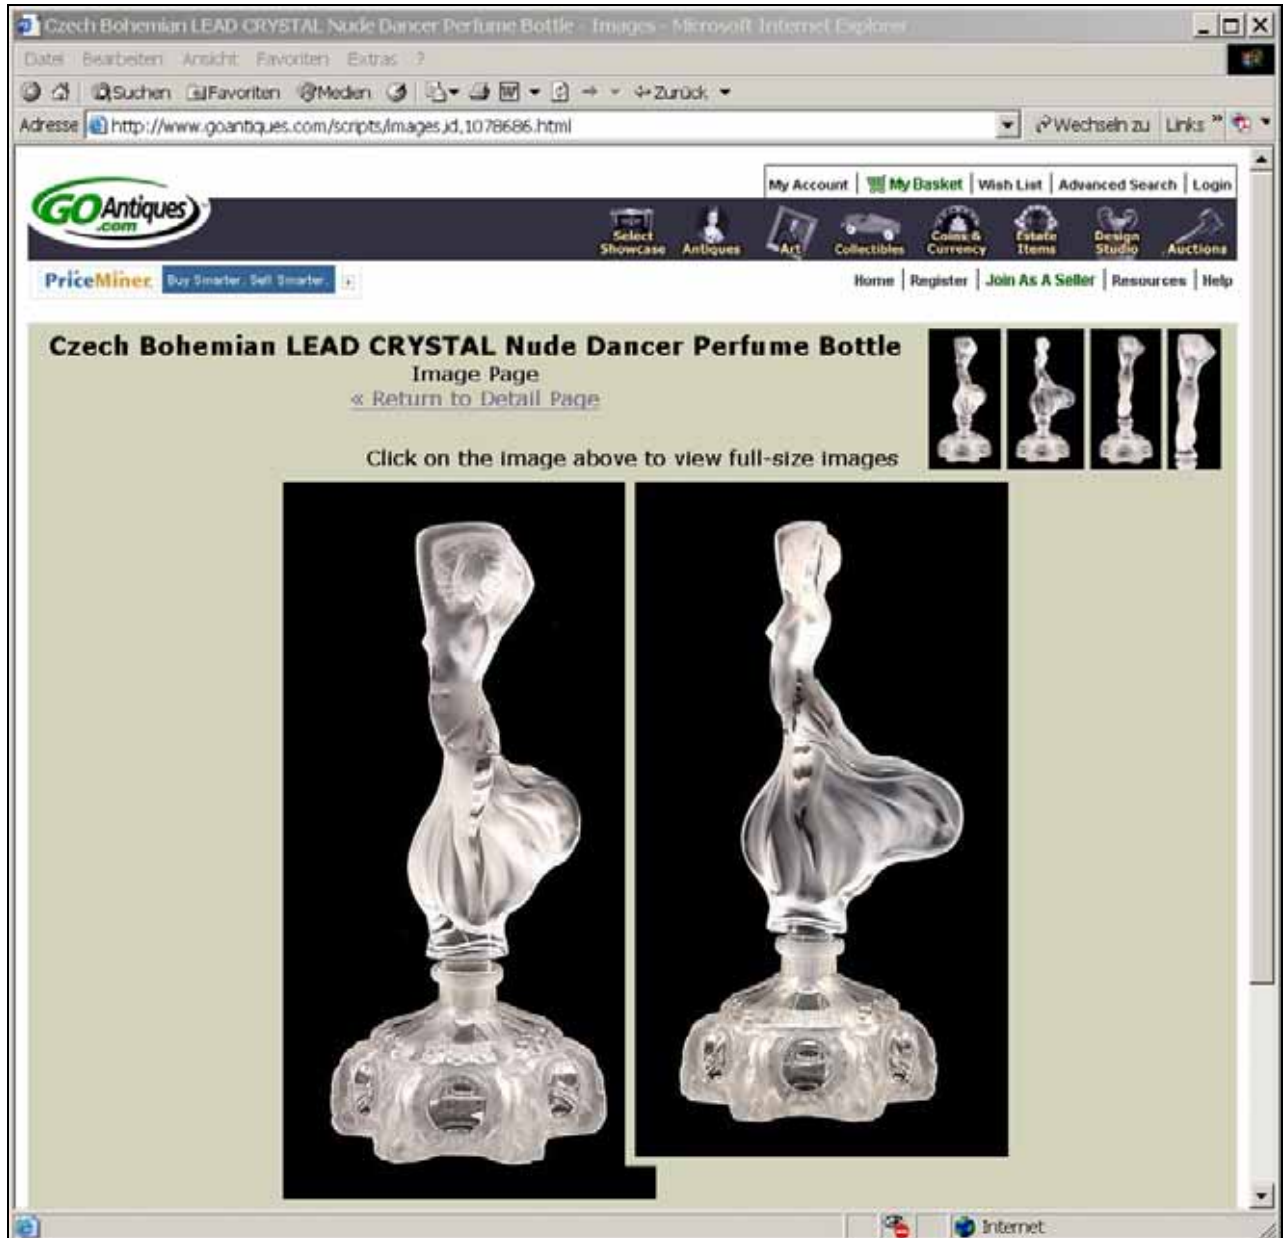 Czech Bohemian LEAD CRYSTAL Nude Dancer Perfume Bottle - Images - Microsoft Internet Explorer
Datei Bearbeiten Ansicht Favoriten Extras ?
Suchen Favoriten Medien Zurück
Adresse http://www.goantiques.com/scripts/images,id,1078686.html Wechseln zu Links »
My Account | My Basket | Wish List | Advanced Search | Login
GOAntiques
.com
Select Showcase Antiques Art Collectibles Coins & Currency Estate Items Design Studio Auctions
PriceMiner Buy Smarter. Sell Smarter.
Home | Register | Join As A Seller | Resources | Help
Czech Bohemian LEAD CRYSTAL Nude Dancer Perfume Bottle
Image Page
« Return to Detail Page
Click on the image above to view full-size images
Internet